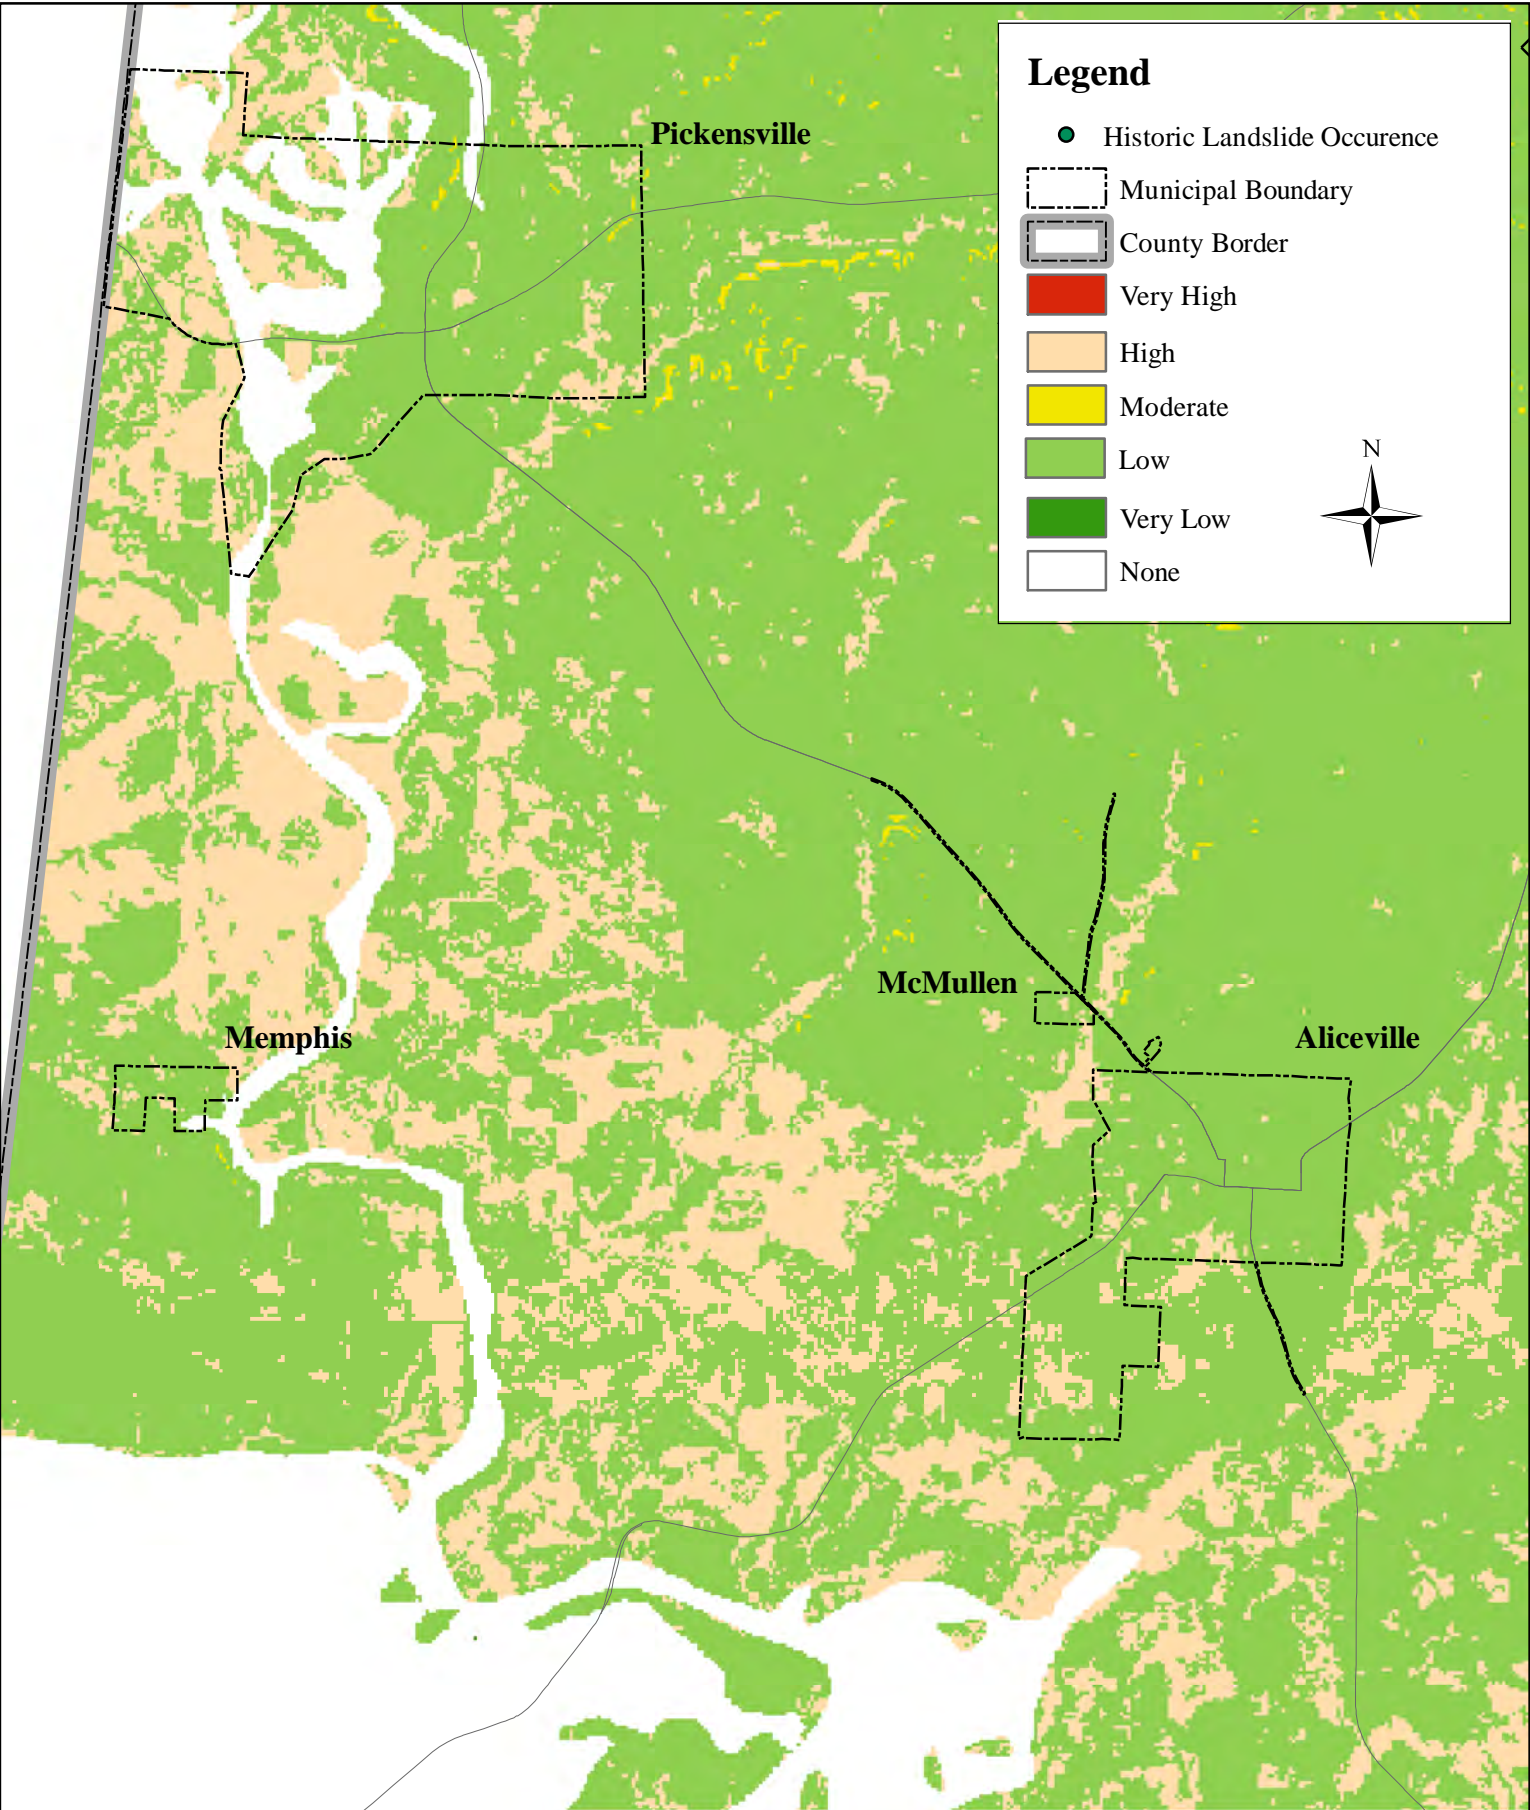 Legend
Historic Landslide Occurence
Municipal Boundary
County Border
Very High
High
Moderate
Low
Very Low
None
N
Pickensville
McMullen
Memphis
Aliceville